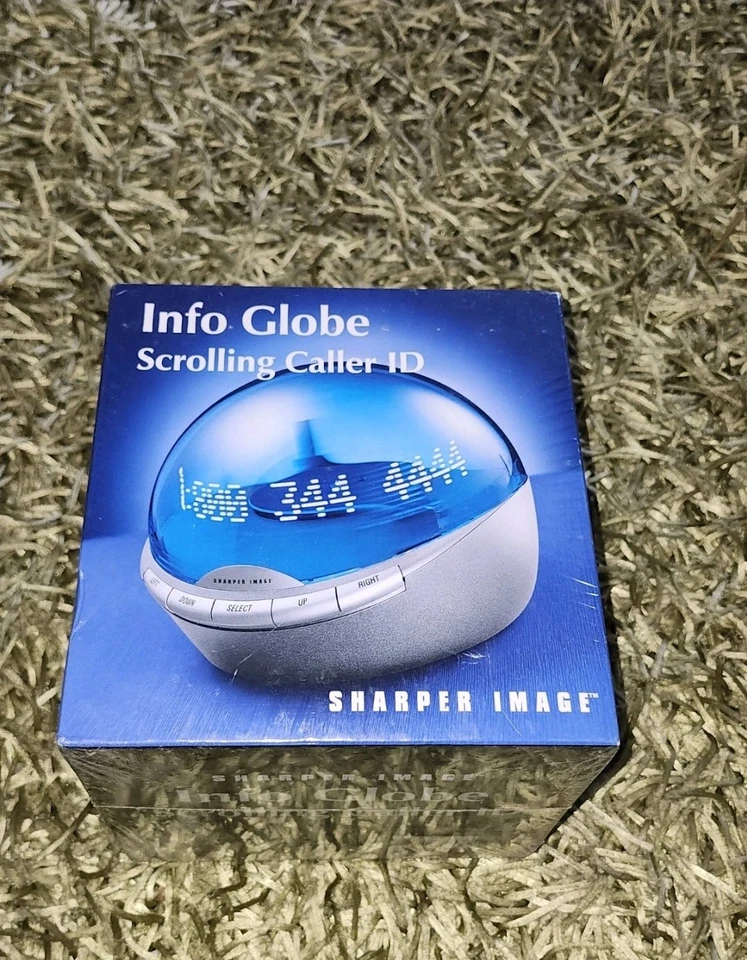 Info Globe
Scrolling Caller ID
1 800 344 4444
SHARPER IMAGE
LEFT
DOWN
SELECT
UP
RIGHT
SHARPER IMAGE™
SHARPER IMAGE
Info Globe